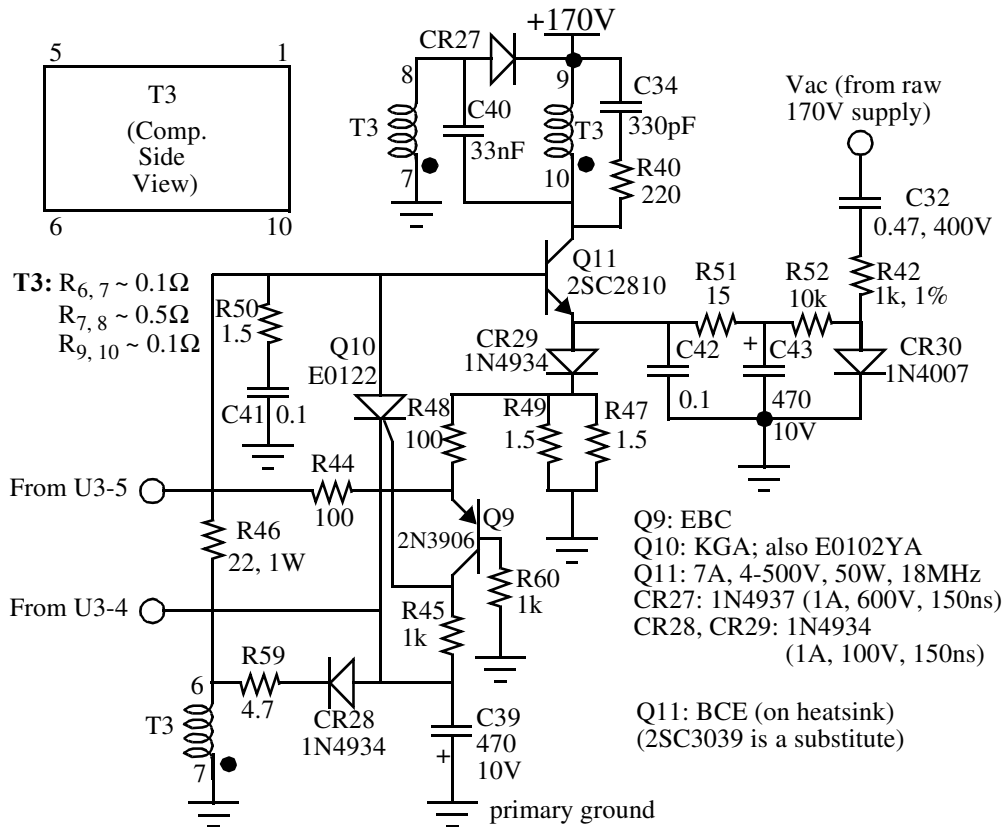 +170V
CR27
5
1
T3
(Comp.
Side
View)
6
10
8
T3
7
C40
33nF
9
T3
10
C34
330pF
R40
220
Vac (from raw
170V supply)
C32
0.47, 400V
R42
1k, 1%
T3: R6, 7 ~ 0.1Ω
R7, 8 ~ 0.5Ω
R9, 10 ~ 0.1Ω
R50
1.5
C41
0.1
Q10
E0122
Q11
2SC2810
R51
15
R52
10k
CR29
1N4934
C42
0.1
+
C43
470
10V
CR30
1N4007
R48
100
R49
1.5
R47
1.5
From U3-5
R44
100
R46
22, 1W
Q9
2N3906
R60
1k
From U3-4
R45
1k
6
R59
4.7
CR28
1N4934
T3
7
C39
470
10V
+
primary ground
Q9: EBC
Q10: KGA; also E0102YA
Q11: 7A, 4-500V, 50W, 18MHz
CR27: 1N4937 (1A, 600V, 150ns)
CR28, CR29: 1N4934
(1A, 100V, 150ns)
Q11: BCE (on heatsink)
(2SC3039 is a substitute)